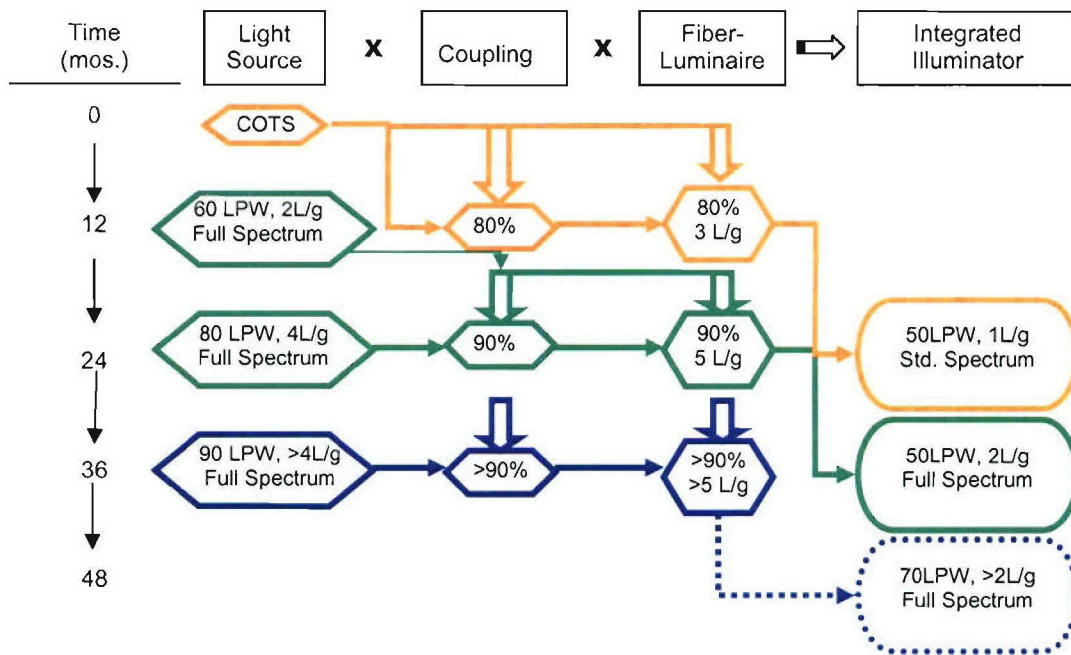 Time
(mos.)
Light
Source
x
Coupling
x
Fiber-
Luminaire
Integrated
Illuminator
0
COTS
12
60 LPW, 2L/g
Full Spectrum
80%
80%
3 L/g
24
80 LPW, 4L/g
Full Spectrum
90%
90%
5 L/g
50LPW, 1L/g
Std. Spectrum
36
90 LPW, >4L/g
Full Spectrum
>90%
>90%
>5 L/g
50LPW, 2L/g
Full Spectrum
48
70LPW, >2L/g
Full Spectrum